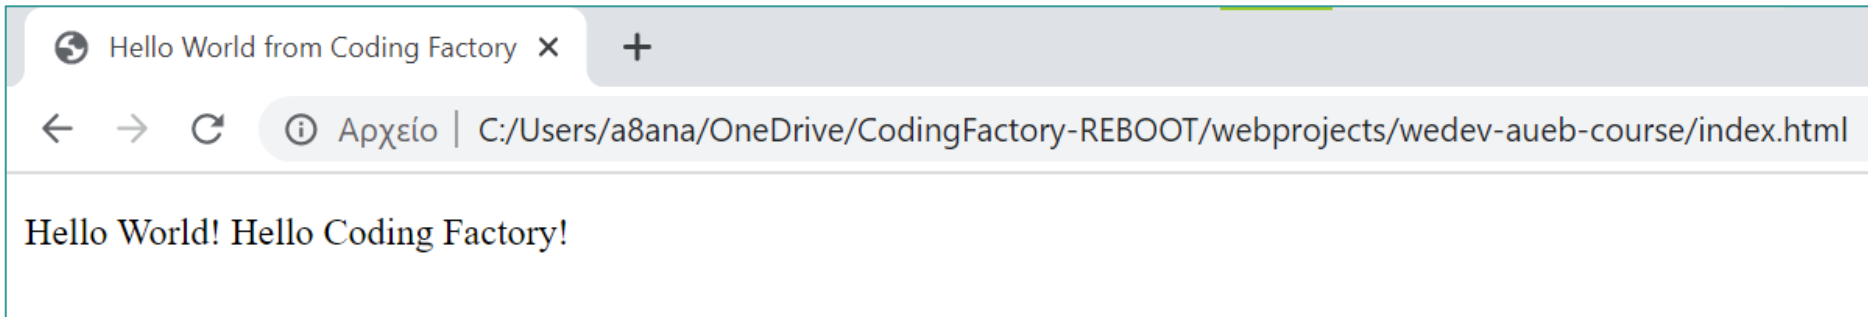 Hello World from Coding Factory
Αρχείο | C:/Users/a8ana/OneDrive/CodingFactory-REBOOT/webprojects/wedev-aueb-course/index.html
Hello World! Hello Coding Factory!